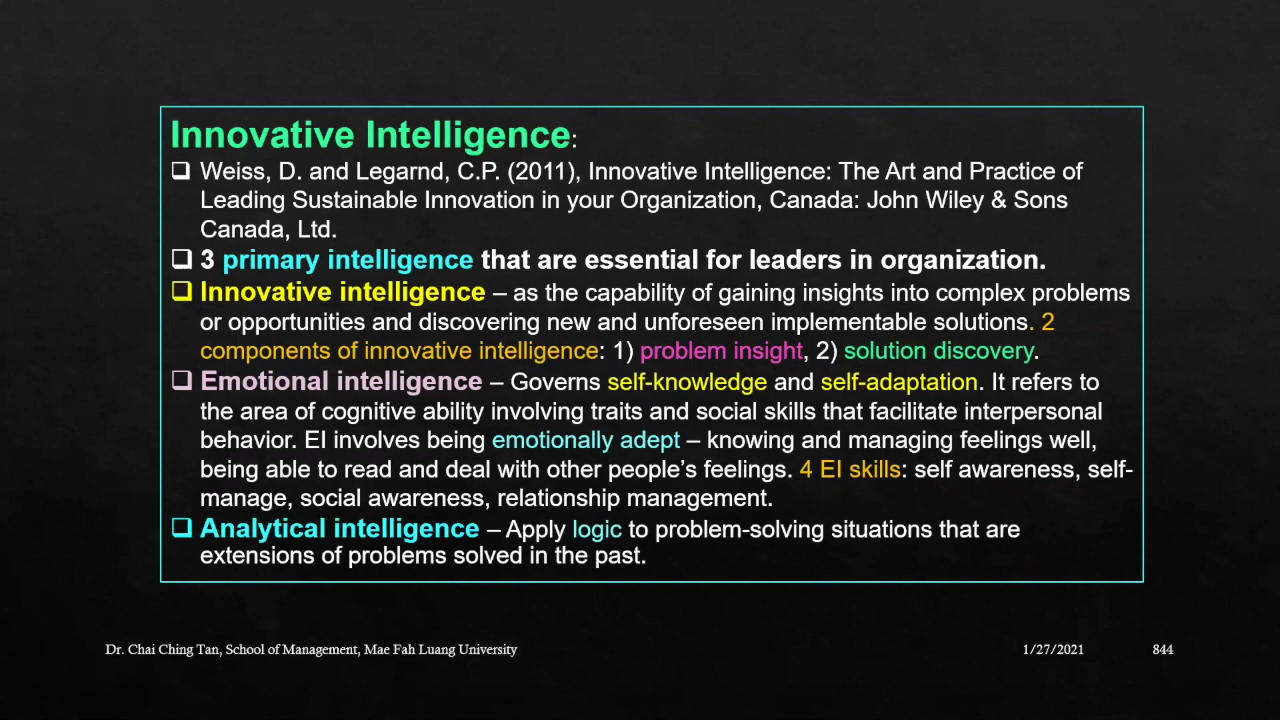 Innovative Intelligence:
❑ Weiss, D. and Legarnd, C.P. (2011), Innovative Intelligence: The Art and Practice of
Leading Sustainable Innovation in your Organization, Canada: John Wiley & Sons
Canada, Ltd.
❑ 3 primary intelligence that are essential for leaders in organization.
❑ Innovative intelligence – as the capability of gaining insights into complex problems
or opportunities and discovering new and unforeseen implementable solutions. 2
components of innovative intelligence: 1) problem insight, 2) solution discovery.
❑ Emotional intelligence – Governs self-knowledge and self-adaptation. It refers to
the area of cognitive ability involving traits and social skills that facilitate interpersonal
behavior. EI involves being emotionally adept – knowing and managing feelings well,
being able to read and deal with other people’s feelings. 4 EI skills: self awareness, self-
manage, social awareness, relationship management.
❑ Analytical intelligence – Apply logic to problem-solving situations that are
extensions of problems solved in the past.
Dr. Chai Ching Tan, School of Management, Mae Fah Luang University 1/27/2021 844